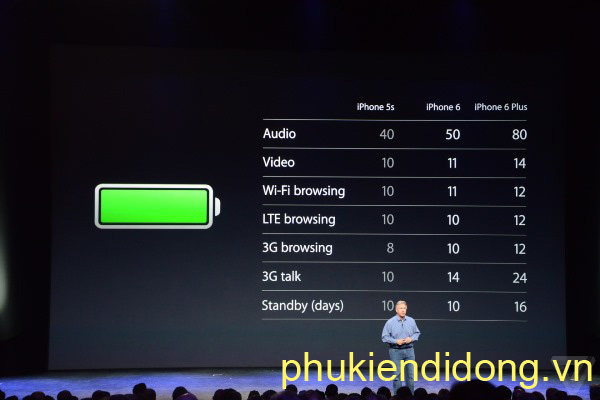 iPhone 5s iPhone 6 iPhone 6 Plus
Audio 40 50 80
Video 10 11 14
Wi-Fi browsing 10 11 12
LTE browsing 10 10 12
3G browsing 8 10 12
3G talk 10 14 24
Standby (days) 10 10 16
phukiendidong.vn